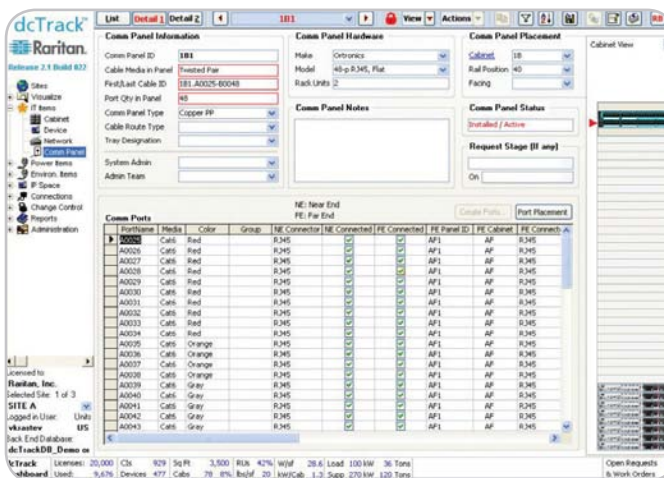 dcTrack
Raritan.
Release 2.1 Build 022
List Detail 1 Detail 2 1B1 View Actions
Sites
Visualize
IT Items
Cabinet
Device
Network
Comm Panel
Power Items
Environ. Items
IP Space
Connections
Change Control
Reports
Administration
Licensed to
Raritan, Inc.
Selected Site: 1 of 3
SITE A
Logged in User: Units
US
Back End Database:
dcTrackDB_Demo
Comm Panel Information
Comm Panel ID 1B1
Cable Media in Panel Twisted Pair
First/Last Cable ID 1B1.A0025-B0048
Port Qty in Panel 48
Comm Panel Type Copper PP
Cable Route Type
Tray Designation
System Admin
Admin Team
Comm Panel Hardware
Make Ortronics
Model 48-p RJ45, Flat
Rack Units 2
Comm Panel Notes
Comm Panel Placement
Cabinet 1B
Rail Position 40
Facing
Comm Panel Status
Installed / Active
Request Stage (If any)
On
Cabinet View
NE: Near End
FE: Far End
Create Ports... Port Placement
Comm Ports
PortName Media Color Group NE Connector NE Connected FE Connected FE Panel ID FE Cabinet FE Connect
A0025 Cat6 Red RJ45 AF1 AF RJ45
A0026 Cat6 Red RJ45 AF1 AF RJ45
A0027 Cat6 Red RJ45 AF1 AF RJ45
A0028 Cat6 Red RJ45 AF1 AF RJ45
A0029 Cat6 Red RJ45 AF1 AF RJ45
A0030 Cat6 Red RJ45 AF1 AF RJ45
A0031 Cat6 Red RJ45 AF1 AF RJ45
A0032 Cat6 Red RJ45 AF1 AF RJ45
A0033 Cat6 Red RJ45 AF1 AF RJ45
A0034 Cat6 Red RJ45 AF1 AF RJ45
A0035 Cat6 Orange RJ45 AF1 AF RJ45
A0036 Cat6 Orange RJ45 AF1 AF RJ45
A0037 Cat6 Orange RJ45 AF1 AF RJ45
A0038 Cat6 Orange RJ45 AF1 AF RJ45
A0039 Cat6 Gray RJ45 AF1 AF RJ45
A0040 Cat6 Gray RJ45 AF1 AF RJ45
A0041 Cat6 Gray RJ45 AF1 AF RJ45
A0042 Cat6 Gray RJ45 AF1 AF RJ45
A0043 Cat6 Gray RJ45 AF1 AF RJ45
dcTrack Licenses: 20,000 Cls 929 Sq Ft 3,500 RUs 42% W/sf 28.6 Load 100 kW 36 Tons Open Requests
Dashboard Used: 9,676 Devices 477 Cabs 78 8% lbs/sf 20 kW/Cab 1.3 Supp 270 kW 120 Tons & Work Orders